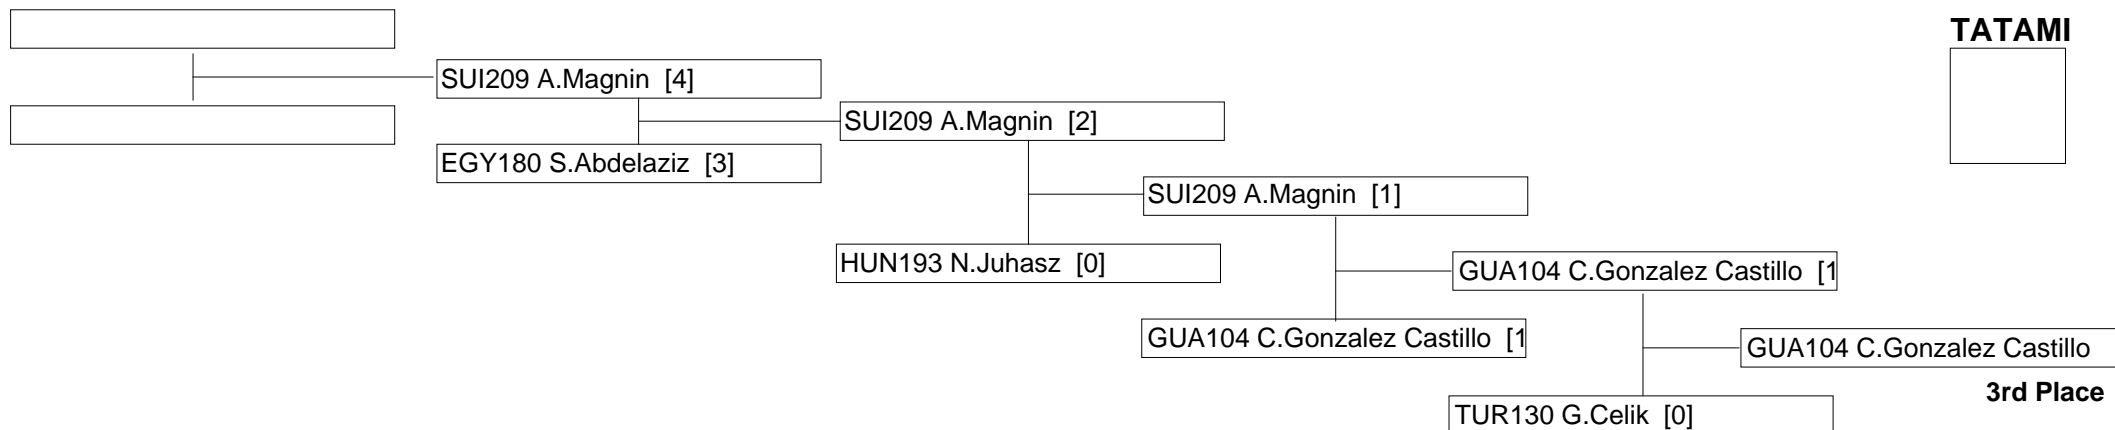 TATAMI
SUI209 A.Magnin [4]
SUI209 A.Magnin [2]
EGY180 S.Abdelaziz [3]
SUI209 A.Magnin [1]
HUN193 N.Juhasz [0]
GUA104 C.Gonzalez Castillo [1
GUA104 C.Gonzalez Castillo [1
GUA104 C.Gonzalez Castillo
3rd Place
TUR130 G.Celik [0]